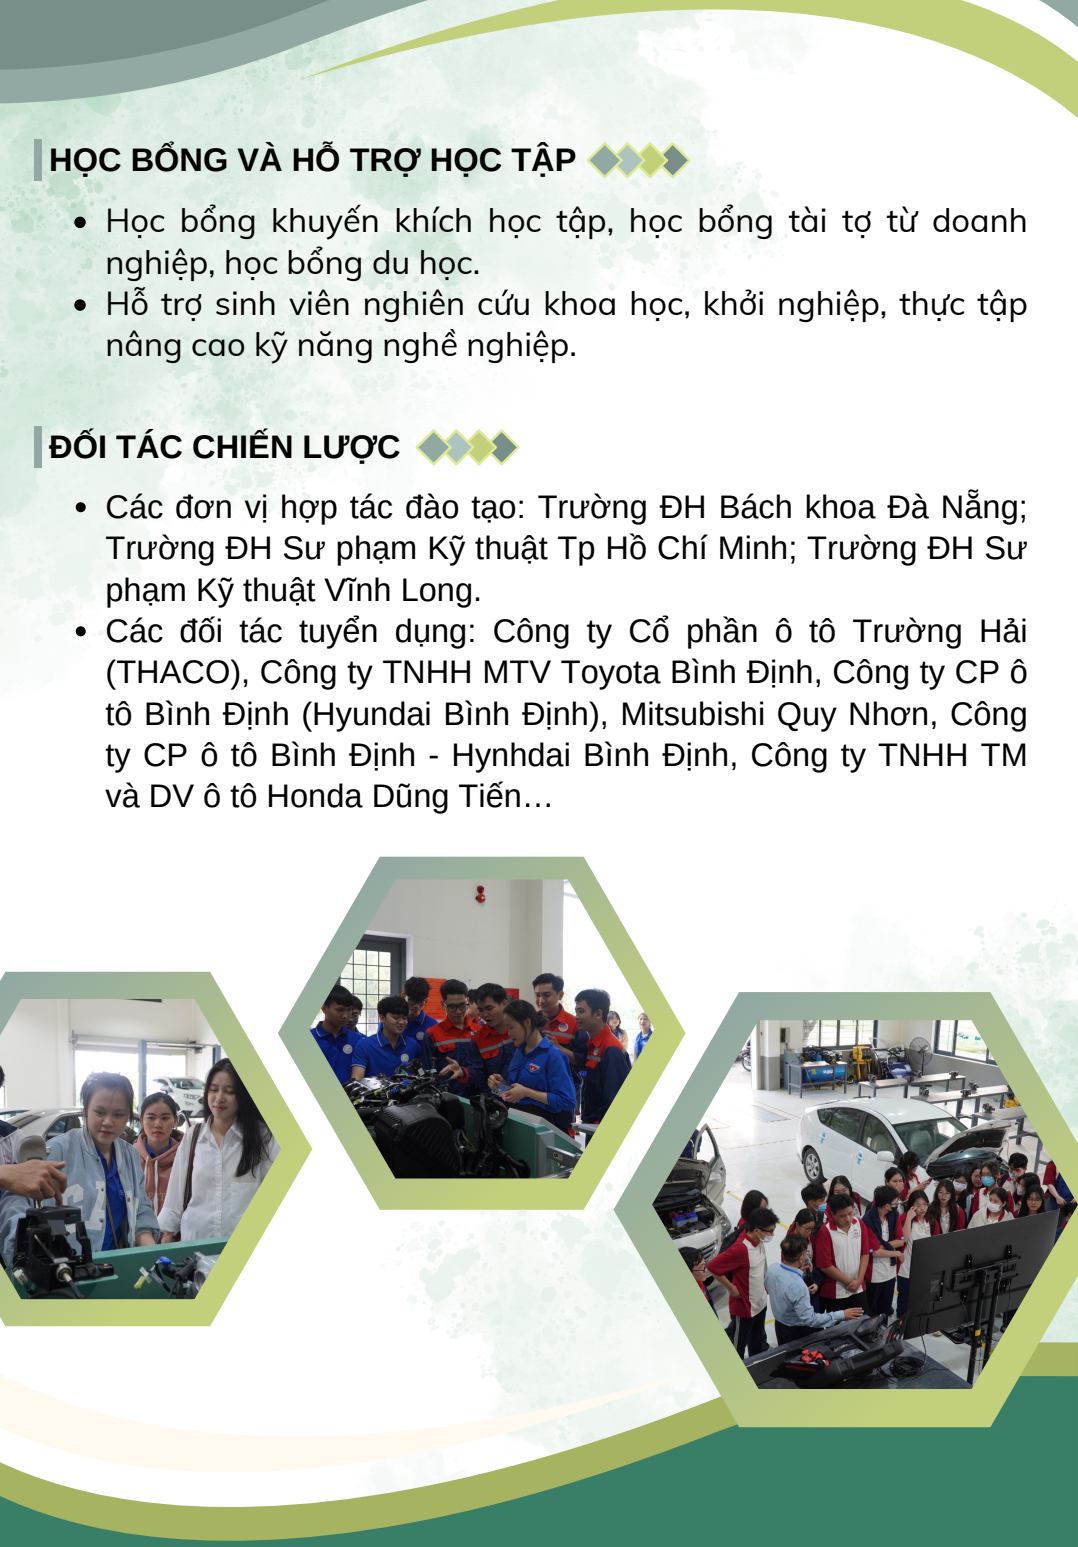 HỌC BỔNG VÀ HỖ TRỢ HỌC TẬP
• Học bổng khuyến khích học tập, học bổng tài tợ từ doanh
nghiệp, học bổng du học.
• Hỗ trợ sinh viên nghiên cứu khoa học, khởi nghiệp, thực tập
nâng cao kỹ năng nghề nghiệp.
ĐỐI TÁC CHIẾN LƯỢC
• Các đơn vị hợp tác đào tạo: Trường ĐH Bách khoa Đà Nẵng;
Trường ĐH Sư phạm Kỹ thuật Tp Hồ Chí Minh; Trường ĐH Sư
phạm Kỹ thuật Vĩnh Long.
• Các đối tác tuyển dụng: Công ty Cổ phần ô tô Trường Hải
(THACO), Công ty TNHH MTV Toyota Bình Định, Công ty CP ô
tô Bình Định (Hyundai Bình Định), Mitsubishi Quy Nhơn, Công
ty CP ô tô Bình Định - Hynhdai Bình Định, Công ty TNHH TM
và DV ô tô Honda Dũng Tiến…